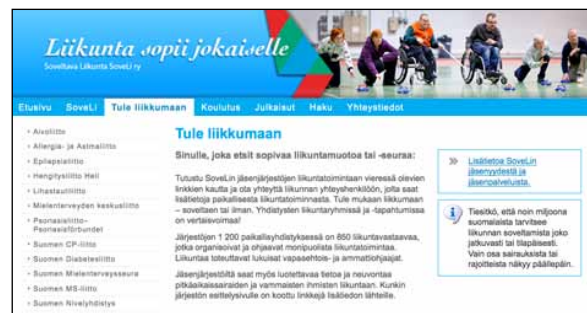 Liikunta sopii jokaiselle
Soveltava Liikunta SoveLi ry
Etusivu SoveLi Tule liikkumaan Koulutus Julkaisut Haku Yhteystiedot
Aivoliitto
Allergia- ja Astmaliitto
Epilepsialiitto
Hengitysliitto Heli
Lihastautiliitto
Mielenterveyden keskusliitto
Psoriasisliitto–
Psoriasisförbundet
Suomen CP-liitto
Suomen Diabetesliitto
Suomen Mielenterveysseura
Suomen MS-liitto
Suomen Nivelyhdistys
Tule liikkumaan
Sinulle, joka etsit sopivaa liikuntamuotoa tai -seuraa:
Tutustu SoveLin jäsenjärjestöjen liikuntatoimintaan vieressä olevien
linkkien kautta ja ota yhteyttä liikunnan yhteyshenkilöön, jolta saat
lisätietoja paikallisesta liikuntatoiminnasta. Tule mukaan liikkumaan
– soveltaen tai ilman. Yhdistysten liikuntaryhmissä ja -tapahtumissa
on vertaisvoimaa!
Järjestöjen 1 200 paikallisyhdistyksessä on 850 liikuntavastaavaa,
jotka organisoivat ja ohjaavat monipuolista liikuntatoimintaa.
Liikuntaa toteuttavat lukuisat vapaaehtois- ja ammattiohjaajat.
Jäsenjärjestöiltä saat myös luotettavaa tietoa ja neuvontaa
pitkäaikaissairaiden ja vammaisten ihmisten liikuntaan. Kunkin
järjestön esittelysivulle on koottu linkkejä lisätiedon lähteille.
Lisätietoa SoveLin
jäsenyydestä ja
jäsenpalveluista.
Tiesitkö, että noin miljoona
suomalaista tarvitsee
liikunnan soveltamista joko
jatkuvasti tai tilapäisesti.
Vain osa sairauksista tai
rajoitteista näkyy päällepäin.